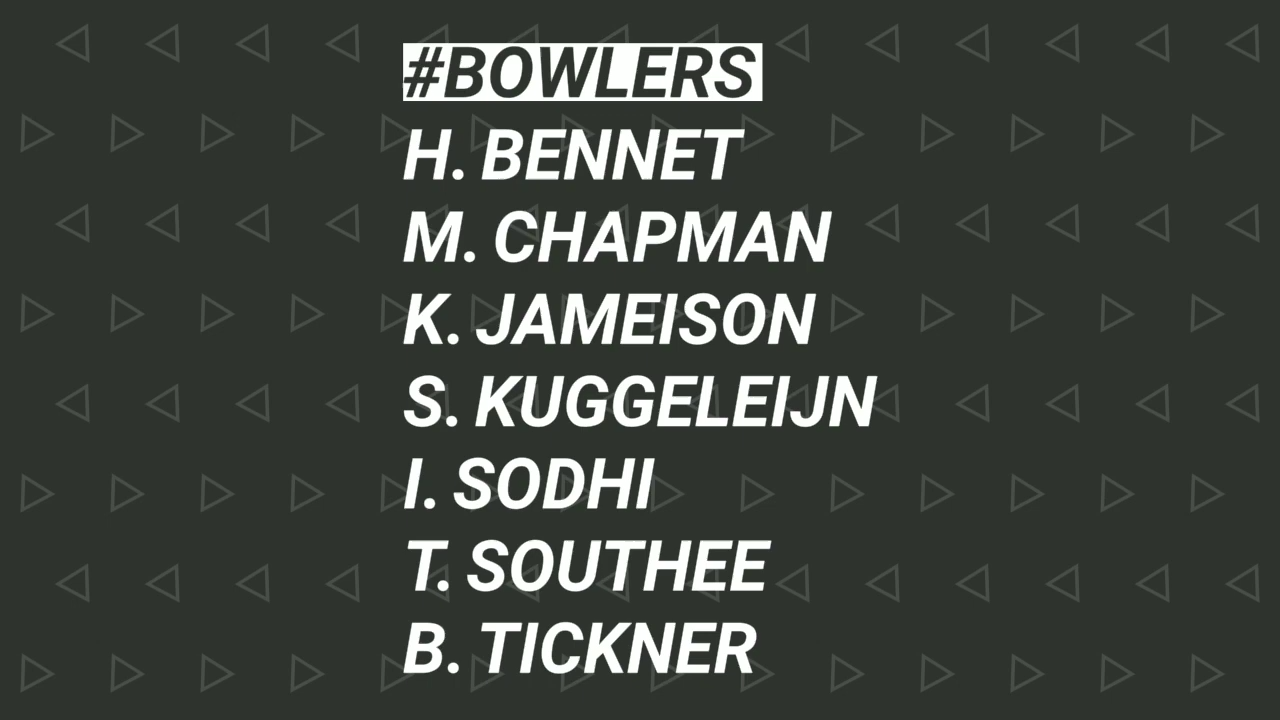 #BOWLERS
H. BENNET
M. CHAPMAN
K. JAMEISON
S. KUGGELEIJN
I. SODHI
T. SOUTHEE
B. TICKNER